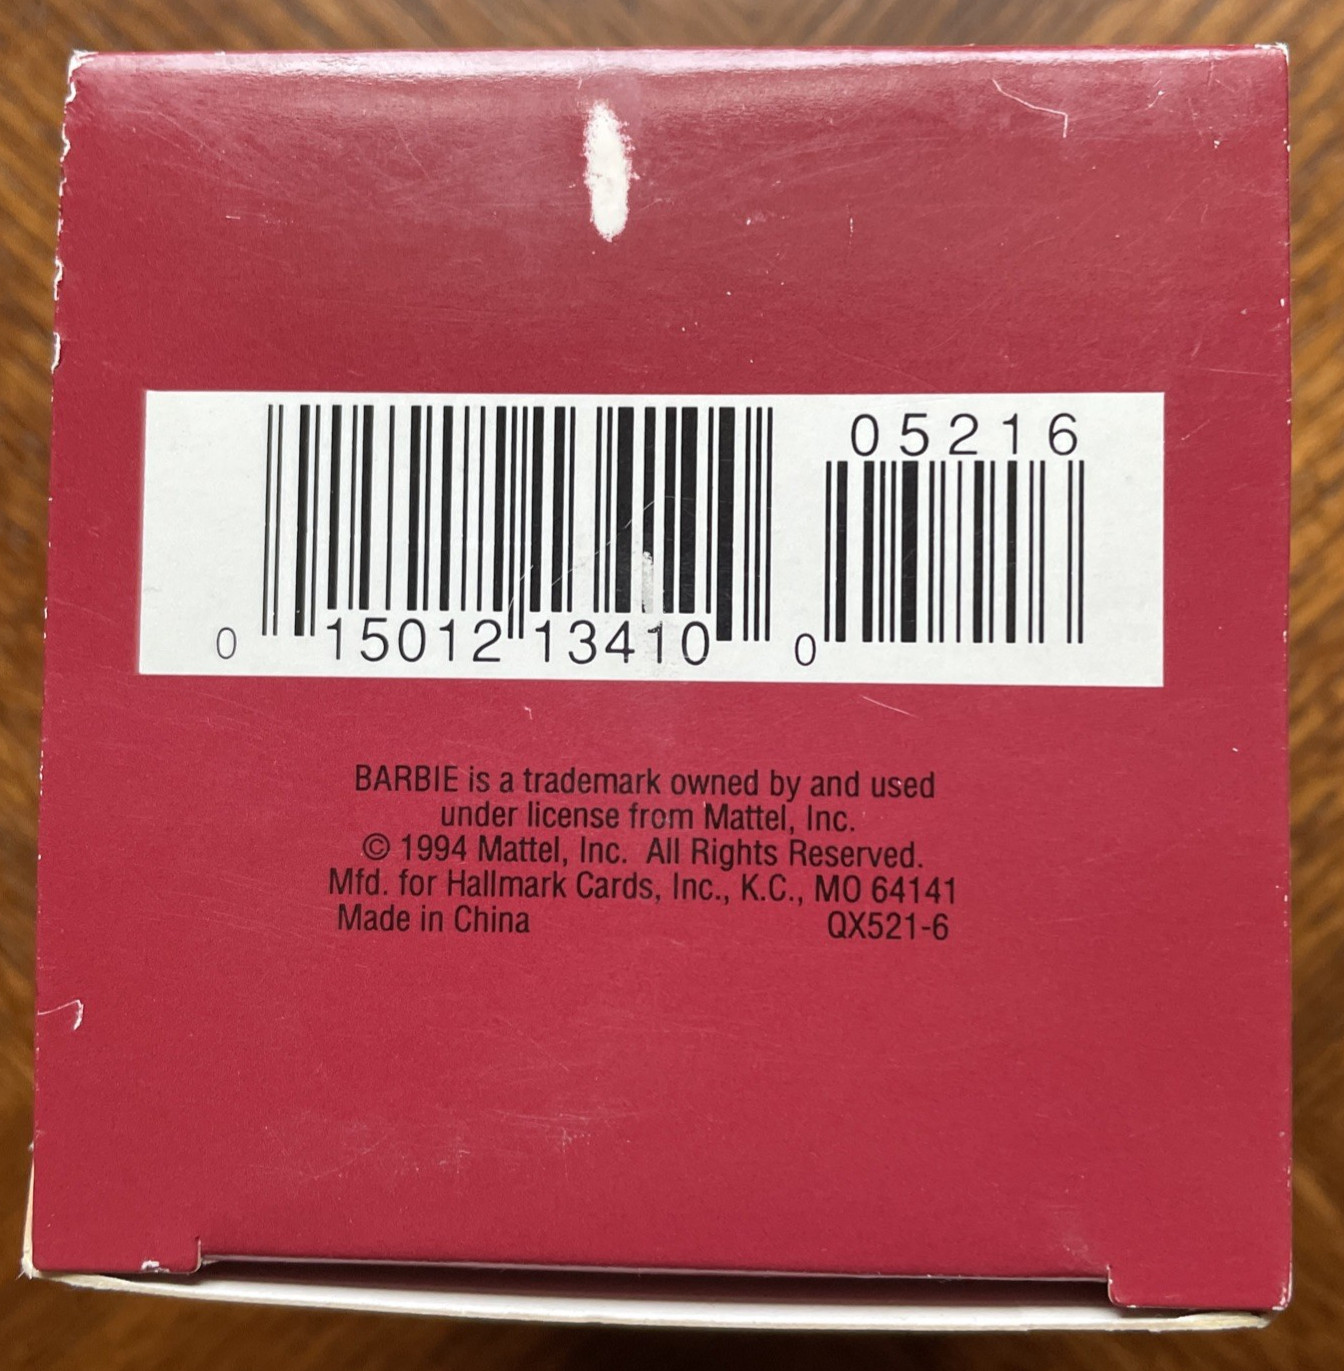 05216
0 15012 13410 0
BARBIE is a trademark owned by and used
under license from Mattel, Inc.
© 1994 Mattel, Inc. All Rights Reserved.
Mfd. for Hallmark Cards, Inc., K.C., MO 64141
Made in China QX521-6